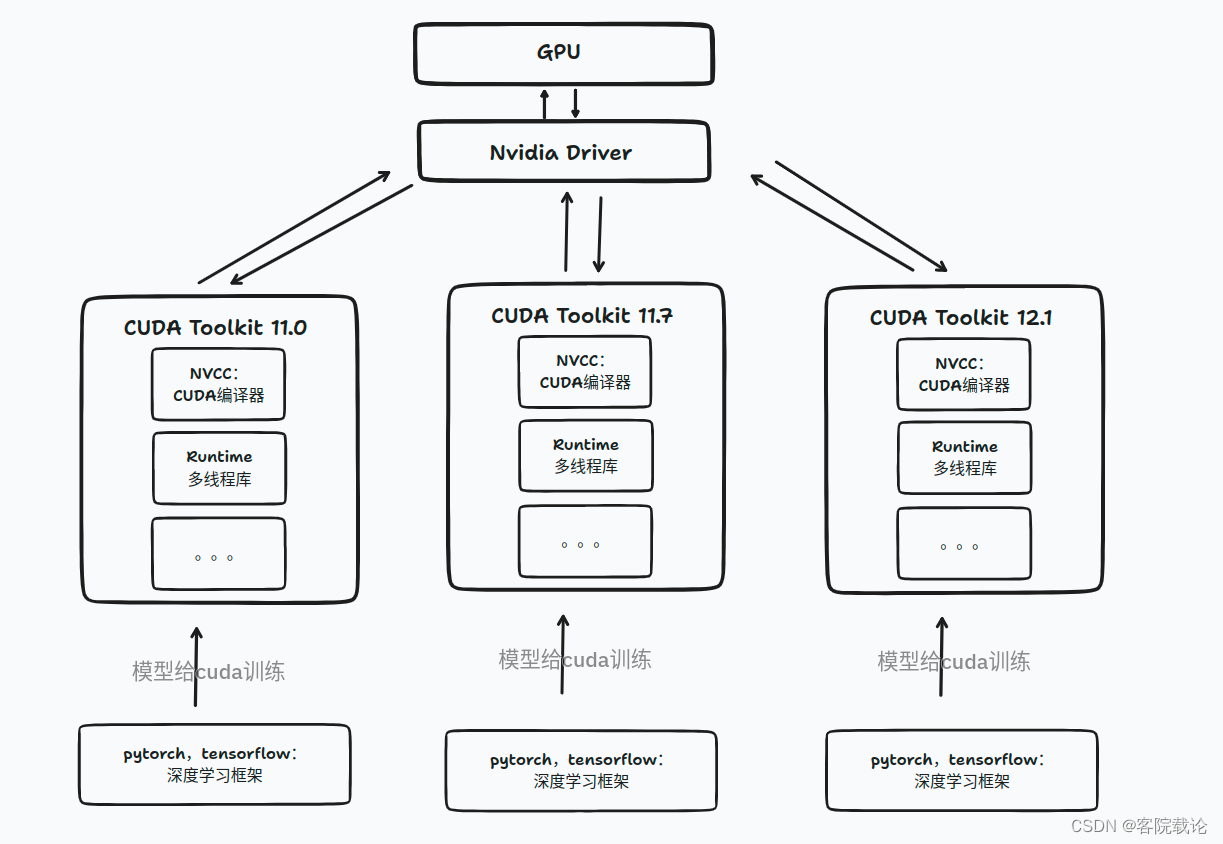 GPU
Nvidia Driver
CUDA Toolkit 11.0
NVCC：
CUDA编译器
Runtime
多线程库
。。。
模型给cuda训练
pytorch，tensorflow：
深度学习框架
CUDA Toolkit 11.7
NVCC：
CUDA编译器
Runtime
多线程库
。。。
模型给cuda训练
pytorch，tensorflow：
深度学习框架
CUDA Toolkit 12.1
NVCC：
CUDA编译器
Runtime
多线程库
。。。
模型给cuda训练
pytorch，tensorflow：
深度学习框架
CSDN @客院载论